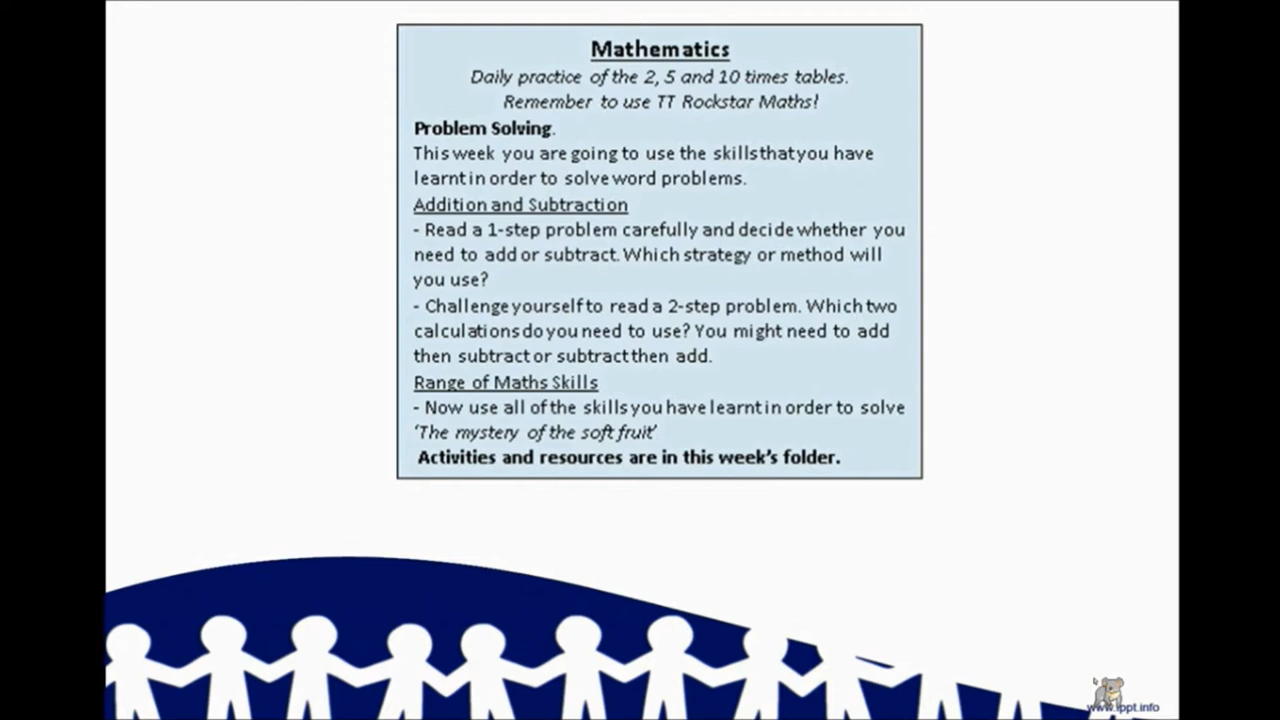 Mathematics
Daily practice of the 2, 5 and 10 times tables.
Remember to use TT Rockstar Maths!
Problem Solving.
This week you are going to use the skills that you have
learnt in order to solve word problems.
Addition and Subtraction
- Read a 1-step problem carefully and decide whether you
need to add or subtract. Which strategy or method will
you use?
- Challenge yourself to read a 2-step problem. Which two
calculations do you need to use? You might need to add
then subtract or subtract then add.
Range of Maths Skills
- Now use all of the skills you have learnt in order to solve
‘The mystery of the soft fruit’
Activities and resources are in this week’s folder.